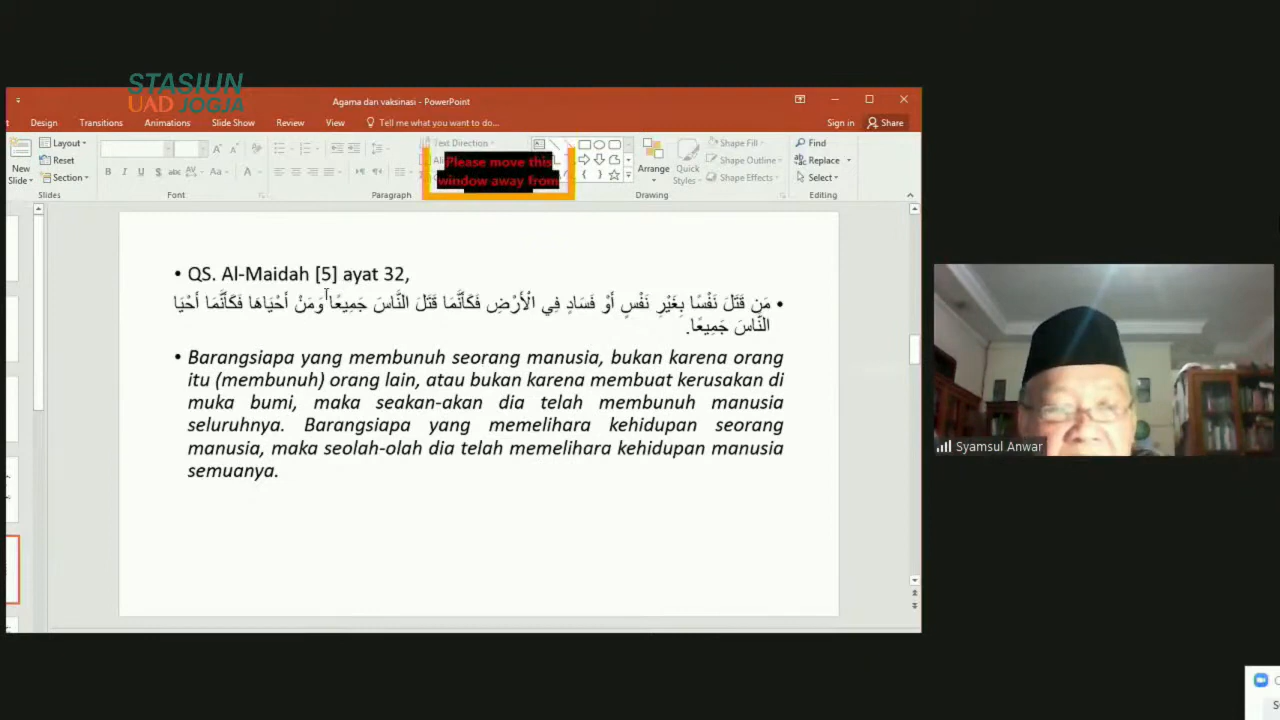 STASIUN
UAD JOGJA
Agama dan vaksinasi - PowerPoint
Design Transitions Animations Slide Show Review View Tell me what you want to do... Sign in Share
Layout
Reset
Section
New
Slide
Text Direction
Please move this
window away from
Arrange
Quick
Styles
Shape Fill
Shape Outline
Shape Effects
Find
Replace
Select
Slides Font Paragraph Drawing Editing
• QS. Al-Maidah [5] ayat 32,
• مَن قَتَلَ نَفْسًا بِغَيْرِ نَفْسٍ أَوْ فَسَادٍ فِي الْأَرْضِ فَكَأَنَّمَا قَتَلَ النَّاسَ جَمِيعًا وَمَنْ أَحْيَاهَا فَكَأَنَّمَا أَحْيَا
النَّاسَ جَمِيعًا.
• Barangsiapa yang membunuh seorang manusia, bukan karena orang
itu (membunuh) orang lain, atau bukan karena membuat kerusakan di
muka bumi, maka seakan-akan dia telah membunuh manusia
seluruhnya. Barangsiapa yang memelihara kehidupan seorang
manusia, maka seolah-olah dia telah memelihara kehidupan manusia
semuanya.
Syamsul Anwar